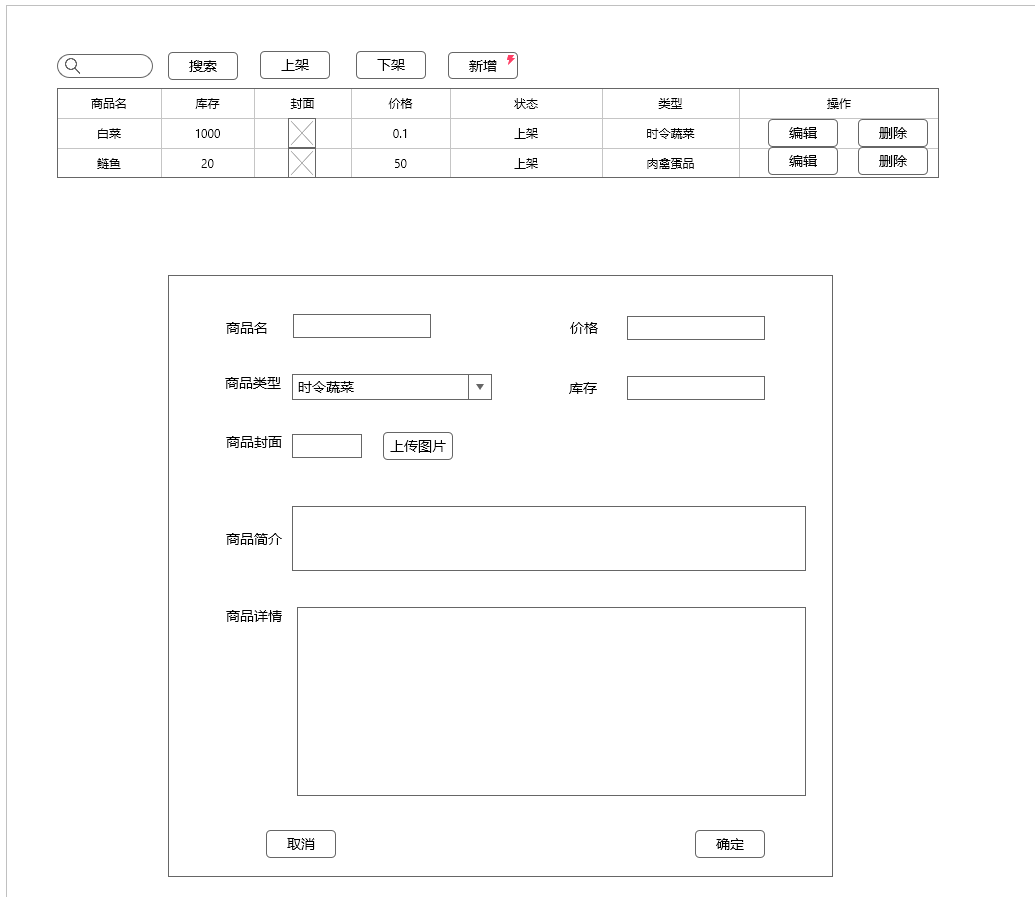 搜索 上架 下架 新增
商品名 库存 封面 价格 状态 类型 操作
白菜 1000 0.1 上架 时令蔬菜 编辑 删除
鲢鱼 20 50 上架 肉禽蛋品 编辑 删除
商品名 价格
商品类型 时令蔬菜 库存
商品封面 上传图片
商品简介
商品详情
取消 确定